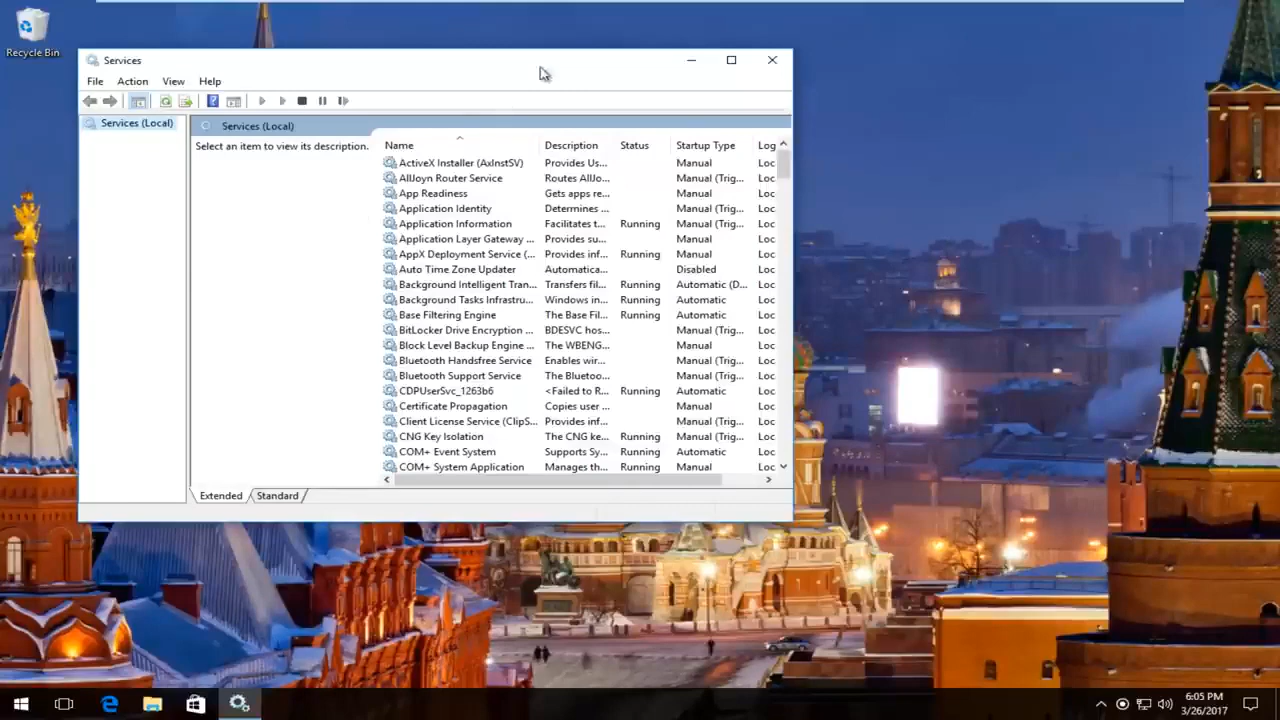 Recycle Bin
Services
File Action View Help
Services (Local)
Services (Local)
Select an item to view its description.
Name Description Status Startup Type Log
ActiveX Installer (AxInstSV) Provides Us... Manual Loc
AllJoyn Router Service Routes AllJo... Manual (Trig... Loc
App Readiness Gets apps re... Manual Loc
Application Identity Determines ... Manual (Trig... Loc
Application Information Facilitates t... Running Manual (Trig... Loc
Application Layer Gateway ... Provides su... Manual Loc
AppX Deployment Service (... Provides inf... Running Manual Loc
Auto Time Zone Updater Automatica... Disabled Loc
Background Intelligent Tran... Transfers fil... Running Automatic (D... Loc
Background Tasks Infrastru... Windows in... Running Automatic Loc
Base Filtering Engine The Base Fil... Running Automatic Loc
BitLocker Drive Encryption ... BDESVC hos... Manual (Trig... Loc
Block Level Backup Engine ... The WBENG... Manual Loc
Bluetooth Handsfree Service Enables wir... Manual (Trig... Loc
Bluetooth Support Service The Bluetoo... Manual (Trig... Loc
CDPUserSvc_1263b6 <Failed to R... Running Automatic Loc
Certificate Propagation Copies user ... Manual Loc
Client License Service (ClipS... Provides inf... Manual (Trig... Loc
CNG Key Isolation The CNG ke... Running Manual (Trig... Loc
COM+ Event System Supports Sy... Running Automatic Loc
COM+ System Application Manages th... Running Manual Loc
Extended Standard
6:05 PM
3/26/2017